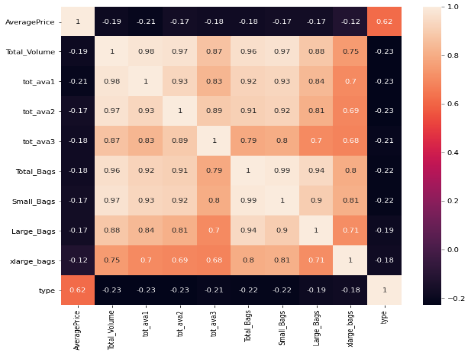 AveragePrice 1 -0.19 -0.21 -0.17 -0.18 -0.18 -0.17 -0.17 -0.12 0.62
Total_Volume -0.19 1 0.98 0.97 0.87 0.96 0.97 0.88 0.75 -0.23
tot_ava1 -0.21 0.98 1 0.93 0.83 0.92 0.93 0.84 0.7 -0.23
tot_ava2 -0.17 0.97 0.93 1 0.89 0.91 0.92 0.81 0.69 -0.23
tot_ava3 -0.18 0.87 0.83 0.89 1 0.79 0.8 0.7 0.68 -0.21
Total_Bags -0.18 0.96 0.92 0.91 0.79 1 0.99 0.94 0.8 -0.22
Small_Bags -0.17 0.97 0.93 0.92 0.8 0.99 1 0.9 0.81 -0.22
Large_Bags -0.17 0.88 0.84 0.81 0.7 0.94 0.9 1 0.71 -0.19
xlarge_bags -0.12 0.75 0.7 0.69 0.68 0.8 0.81 0.71 1 -0.18
type 0.62 -0.23 -0.23 -0.23 -0.21 -0.22 -0.22 -0.19 -0.18 1
AveragePrice Total_Volume tot_ava1 tot_ava2 tot_ava3 Total_Bags Small_Bags Large_Bags xlarge_bags type
1.0
0.8
0.6
0.4
0.2
0.0
-0.2